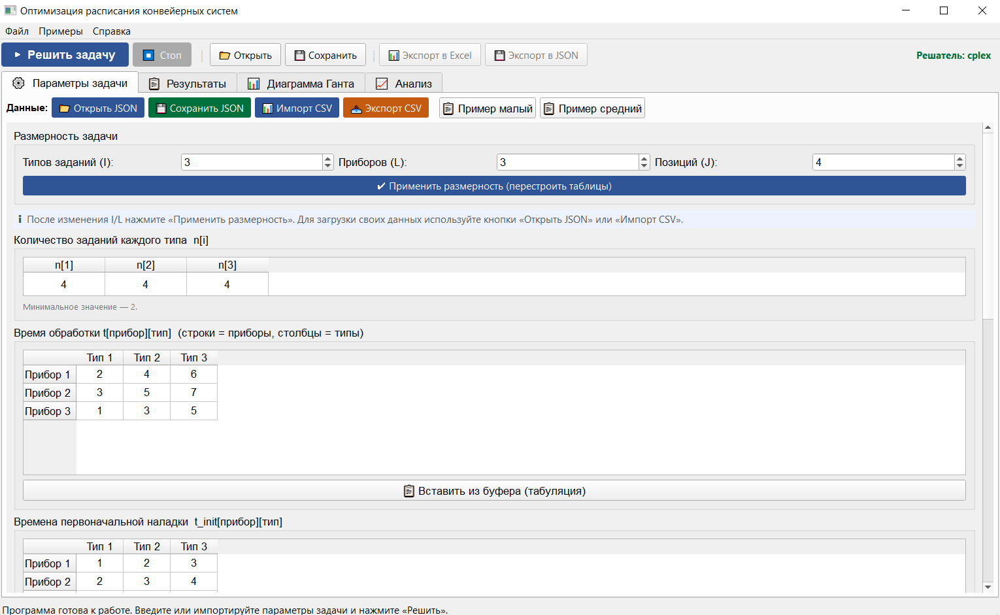 Оптимизация расписания конвейерных систем
Файл Примеры Справка
Решить задачу Стоп Открыть Сохранить Экспорт в Excel Экспорт в JSON Решатель: cplex
Параметры задачи Результаты Диаграмма Ганта Анализ
Данные: Открыть JSON Сохранить JSON Импорт CSV Экспорт CSV Пример малый Пример средний
Размерность задачи
Типов заданий (I): 3 Приборов (L): 3 Позиций (J): 4
✔ Применить размерность (перестроить таблицы)
ℹ После изменения I/L нажмите «Применить размерность». Для загрузки своих данных используйте кнопки «Открыть JSON» или «Импорт CSV».
Количество заданий каждого типа n[i]
n[1] n[2] n[3]
4 4 4
Минимальное значение — 2.
Время обработки t[прибор][тип] (строки = приборы, столбцы = типы)
Тип 1 Тип 2 Тип 3
Прибор 1 2 4 6
Прибор 2 3 5 7
Прибор 3 1 3 5
Вставить из буфера (табуляция)
Времена первоначальной наладки t_init[прибор][тип]
Тип 1 Тип 2 Тип 3
Прибор 1 1 2 3
Прибор 2 2 3 4
Программа готова к работе. Введите или импортируйте параметры задачи и нажмите «Решить».